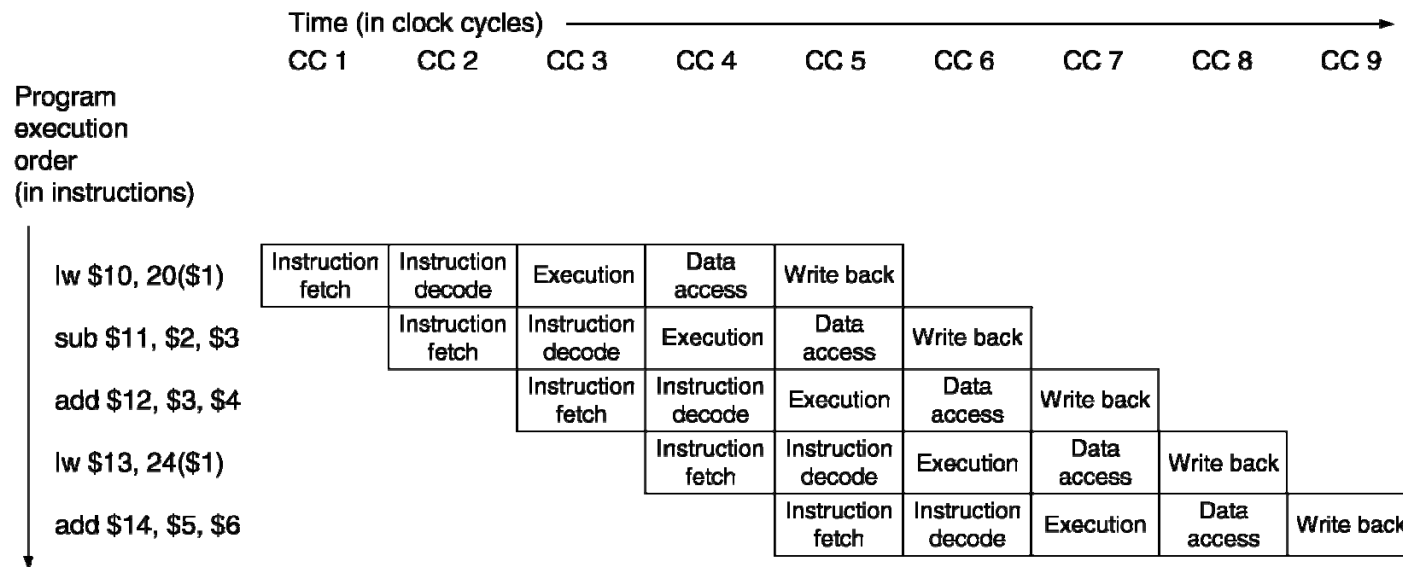 Time (in clock cycles)
CC 1 CC 2 CC 3 CC 4 CC 5 CC 6 CC 7 CC 8 CC 9
Program
execution
order
(in instructions)
lw $10, 20($1)
Instruction
fetch
Instruction
decode
Execution
Data
access
Write back
sub $11, $2, $3
Instruction
fetch
Instruction
decode
Execution
Data
access
Write back
add $12, $3, $4
Instruction
fetch
Instruction
decode
Execution
Data
access
Write back
lw $13, 24($1)
Instruction
fetch
Instruction
decode
Execution
Data
access
Write back
add $14, $5, $6
Instruction
fetch
Instruction
decode
Execution
Data
access
Write back